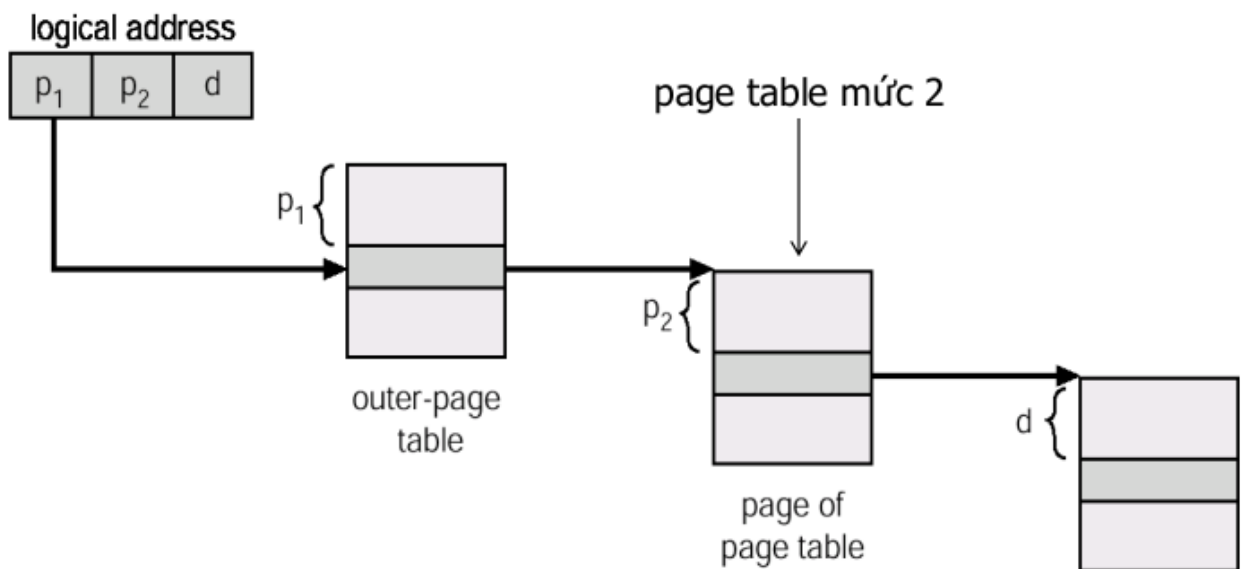 logical address
p₁ p₂ d
page table mức 2
p₁
p₂
outer-page
table
d
page of
page table